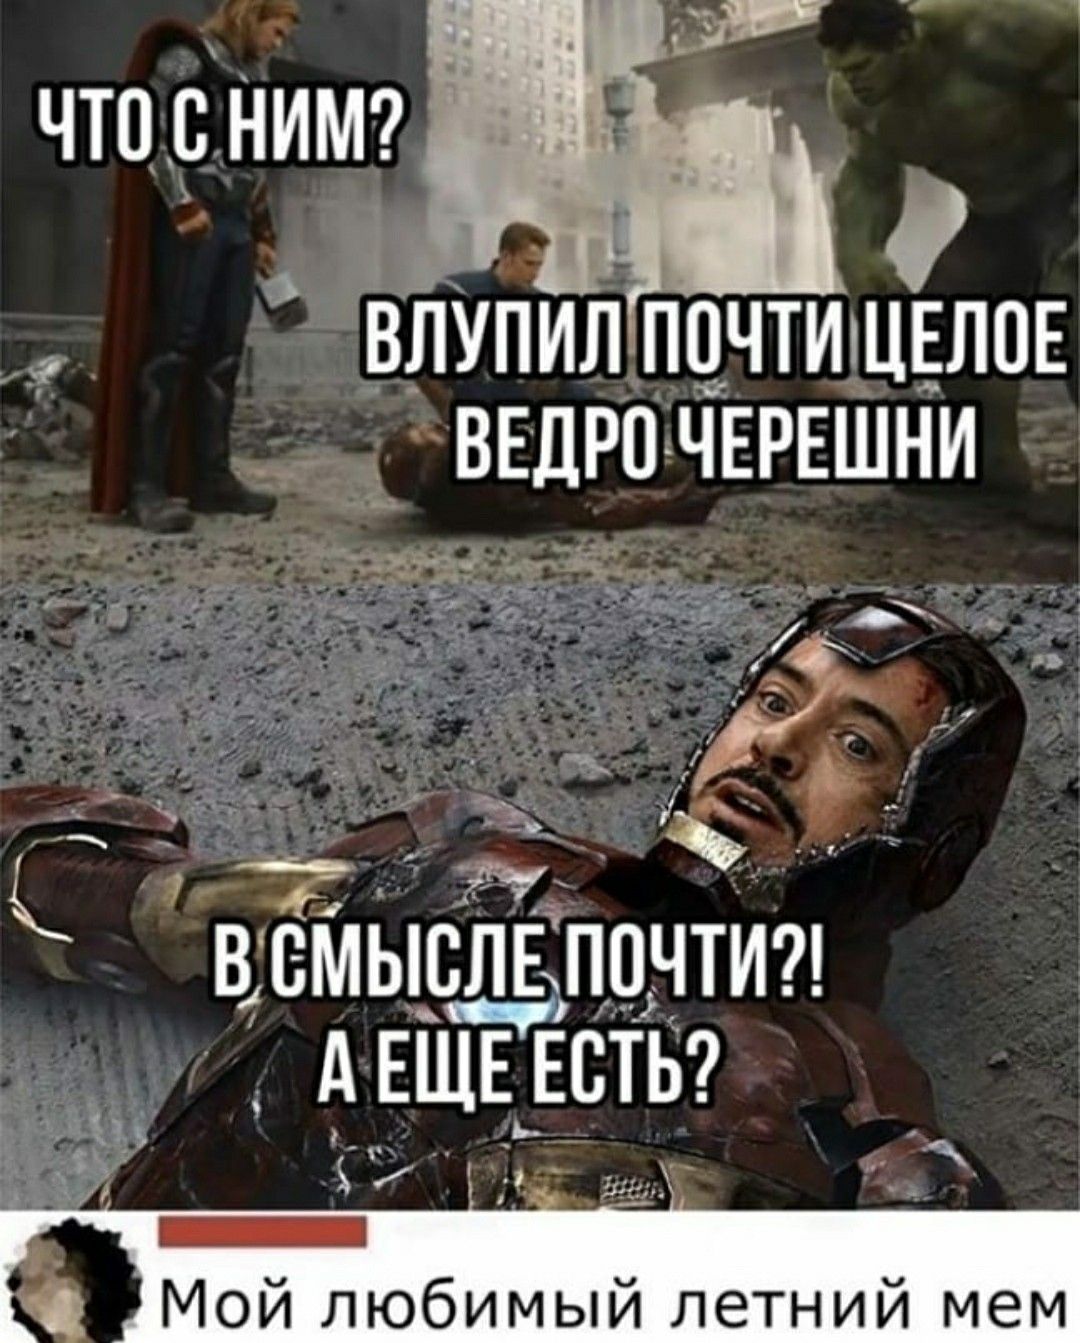 ЧТО С НИМ?
ВЛУПИЛ ПОЧТИ ЦЕЛОЕ
ВЕДРО ЧЕРЕШНИ
В СМЫСЛЕ ПОЧТИ?!
А ЕЩЕ ЕСТЬ?
Мой любимый летний мем